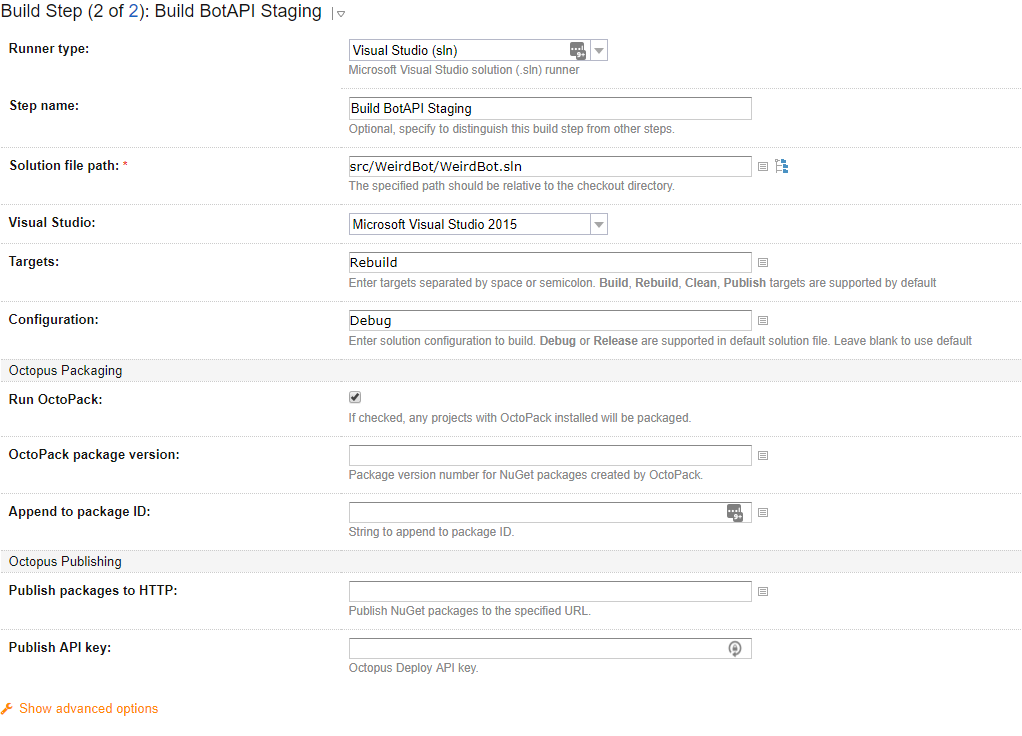 Build Step (2 of 2): Build BotAPI Staging
Runner type:
Visual Studio (sln)
Microsoft Visual Studio solution (.sln) runner
Step name:
Build BotAPI Staging
Optional, specify to distinguish this build step from other steps.
Solution file path: *
src/WeirdBot/WeirdBot.sln
The specified path should be relative to the checkout directory.
Visual Studio:
Microsoft Visual Studio 2015
Targets:
Rebuild
Enter targets separated by space or semicolon. Build, Rebuild, Clean, Publish targets are supported by default
Configuration:
Debug
Enter solution configuration to build. Debug or Release are supported in default solution file. Leave blank to use default
Octopus Packaging
Run OctoPack:
If checked, any projects with OctoPack installed will be packaged.
OctoPack package version:
Package version number for NuGet packages created by OctoPack.
Append to package ID:
9+
String to append to package ID.
Octopus Publishing
Publish packages to HTTP:
Publish NuGet packages to the specified URL.
Publish API key:
Octopus Deploy API key.
Show advanced options